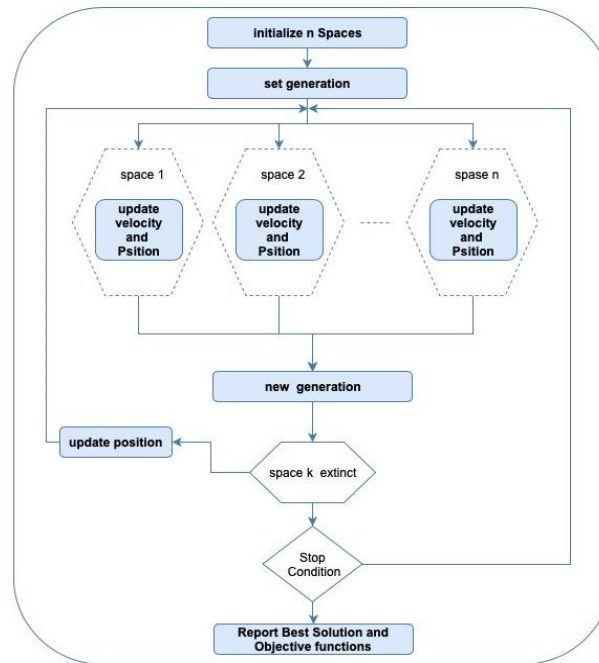 initialize n Spaces
set generation
space 1
space 2
spase n
update
velocity
and
Psition
update
velocity
and
Psition
update
velocity
and
Psition
new generation
update position
space k extinct
Stop
Condition
Report Best Solution and
Objective functions